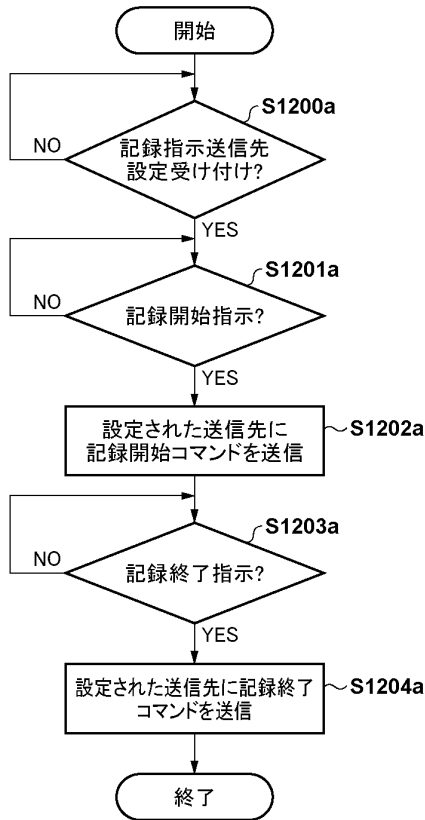 開始
S1200a
記録指示送信先
設定受け付け?
NO
YES
S1201a
記録開始指示?
NO
YES
設定された送信先に
記録開始コマンドを送信
S1202a
S1203a
記録終了指示?
NO
YES
設定された送信先に記録終了
コマンドを送信
S1204a
終了